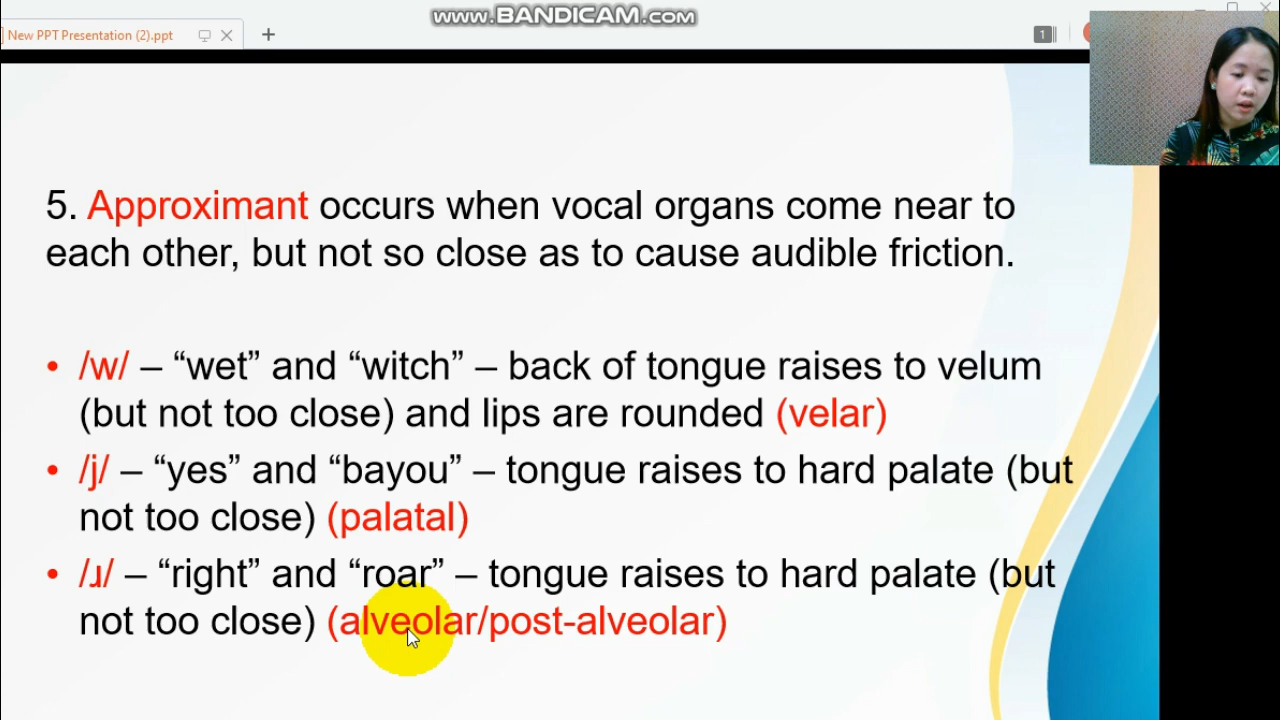 www.BANDICAM.com
New PPT Presentation (2).ppt
1
5. Approximant occurs when vocal organs come near to
each other, but not so close as to cause audible friction.
• /w/ – “wet” and “witch” – back of tongue raises to velum
(but not too close) and lips are rounded (velar)
• /j/ – “yes” and “bayou” – tongue raises to hard palate (but
not too close) (palatal)
• /ɹ/ – “right” and “roar” – tongue raises to hard palate (but
not too close) (alveolar/post-alveolar)